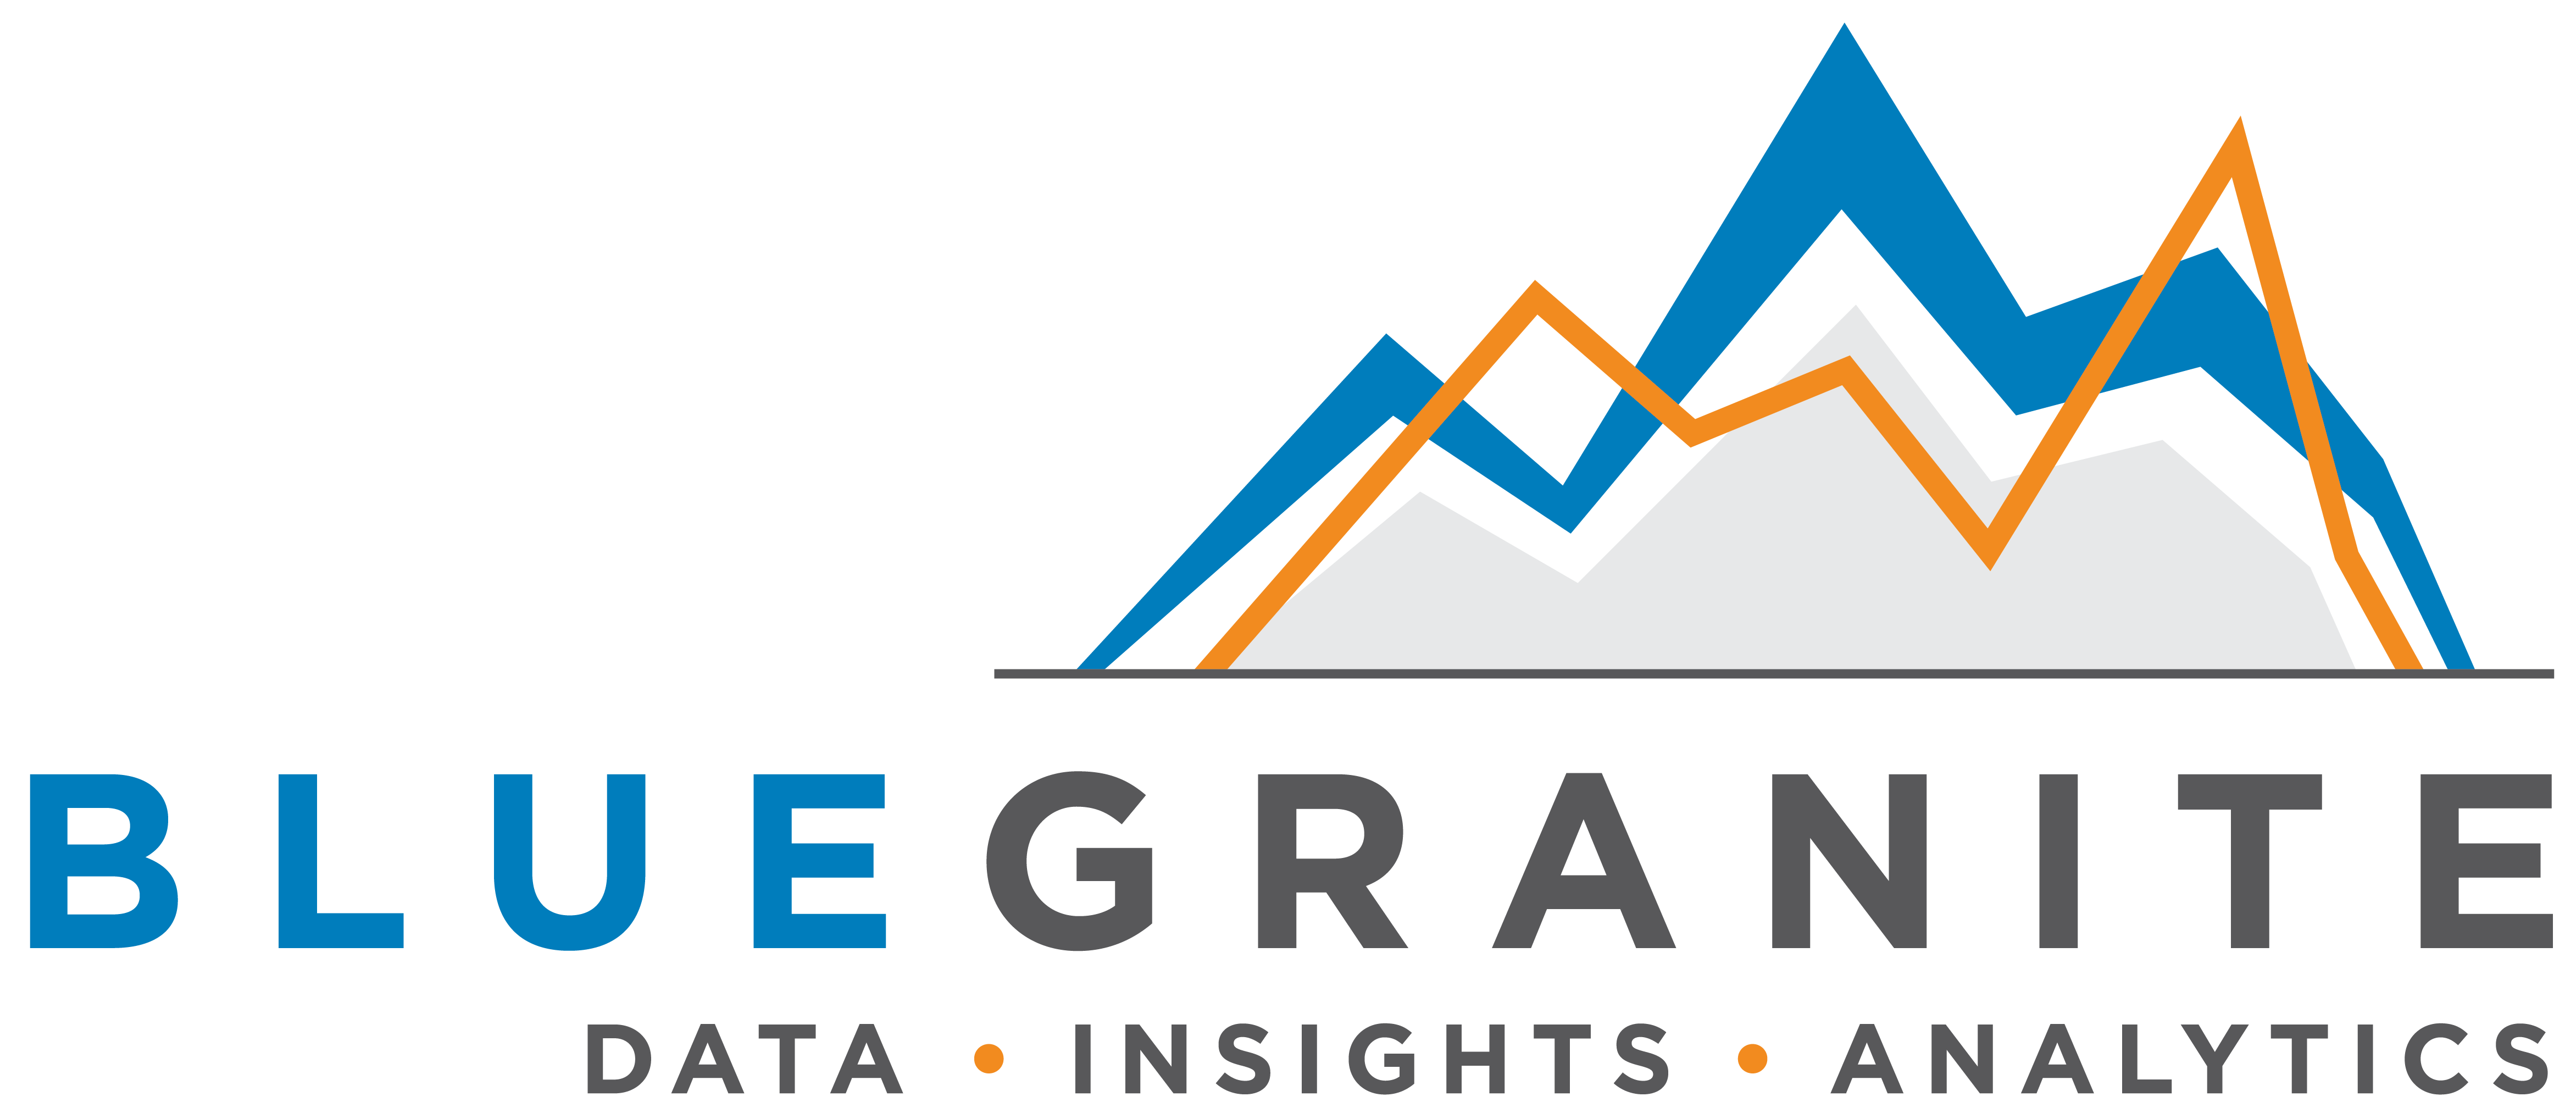 BLUEGRANITE
DATA • INSIGHTS • ANALYTICS